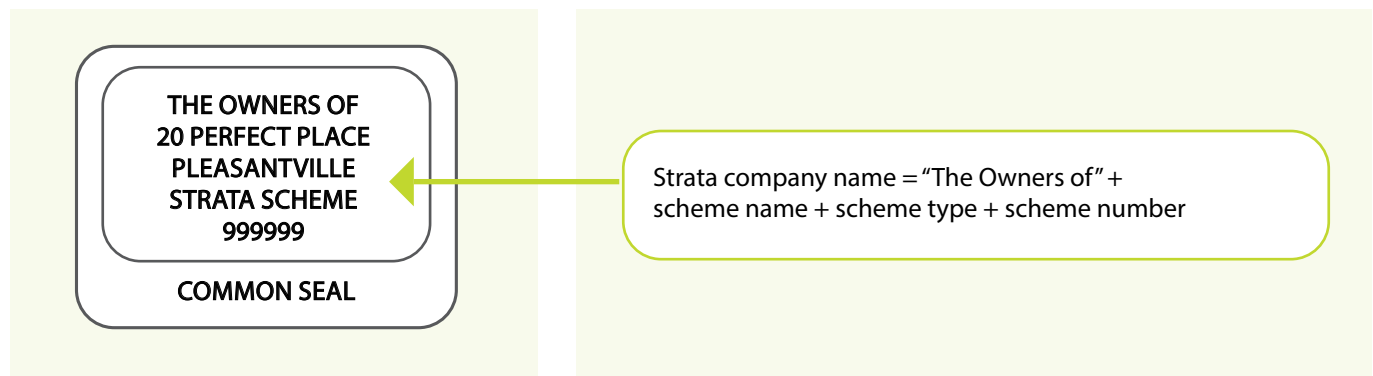 THE OWNERS OF
20 PERFECT PLACE
PLEASANTVILLE
STRATA SCHEME
999999
COMMON SEAL
Strata company name = “The Owners of” +
scheme name + scheme type + scheme number